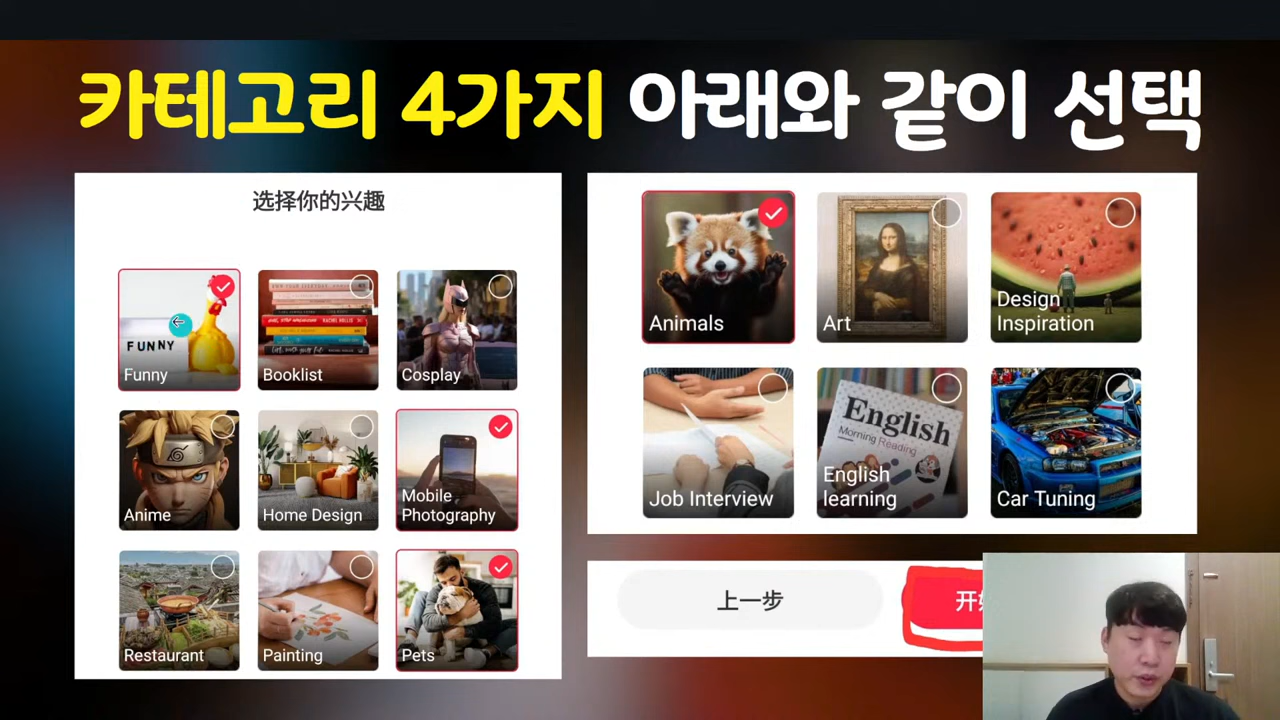 카테고리 4가지 아래와 같이 선택
选择你的兴趣
FUNNY
Funny
Booklist
Cosplay
Anime
Home Design
Mobile
Photography
Restaurant
Painting
Pets
Animals
Art
Design
Inspiration
Job Interview
English
Morning Reading
English
learning
Car Tuning
上一步
开